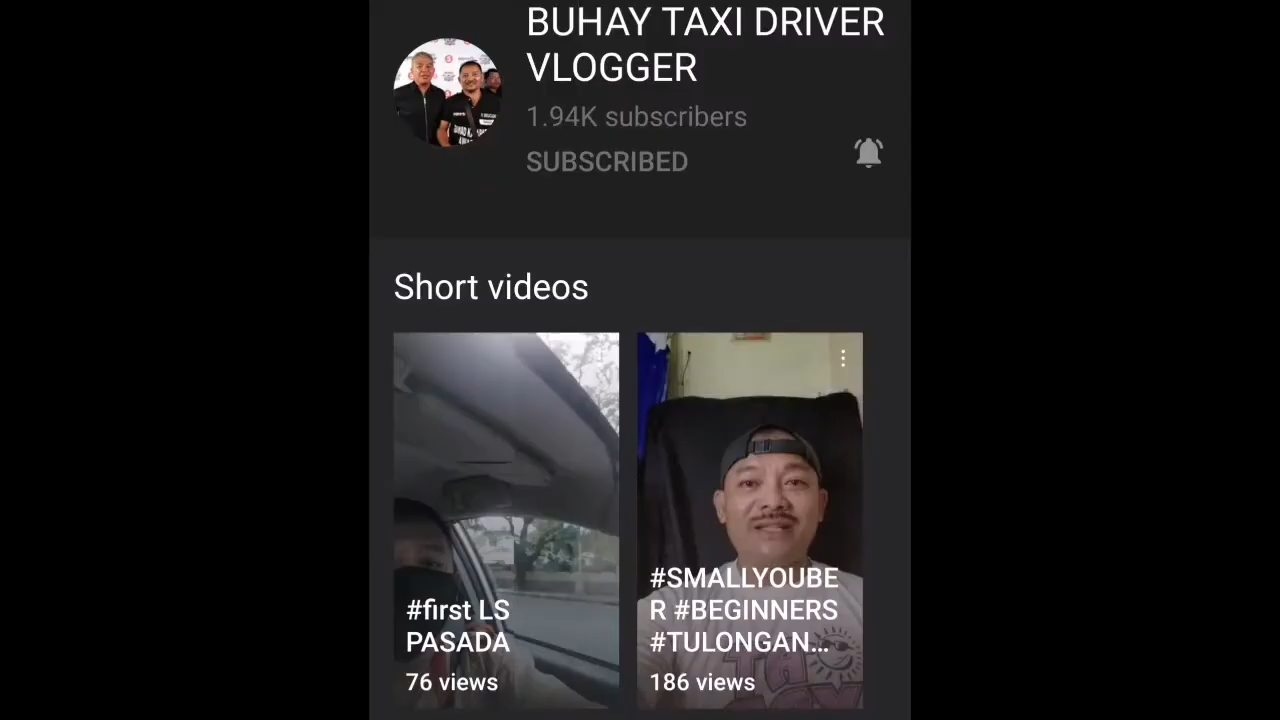 BUHAY TAXI DRIVER
VLOGGER
1.94K subscribers
SUBSCRIBED
Short videos
#first LS
PASADA
76 views
#SMALLYOUBE
R #BEGINNERS
#TULONGAN...
186 views